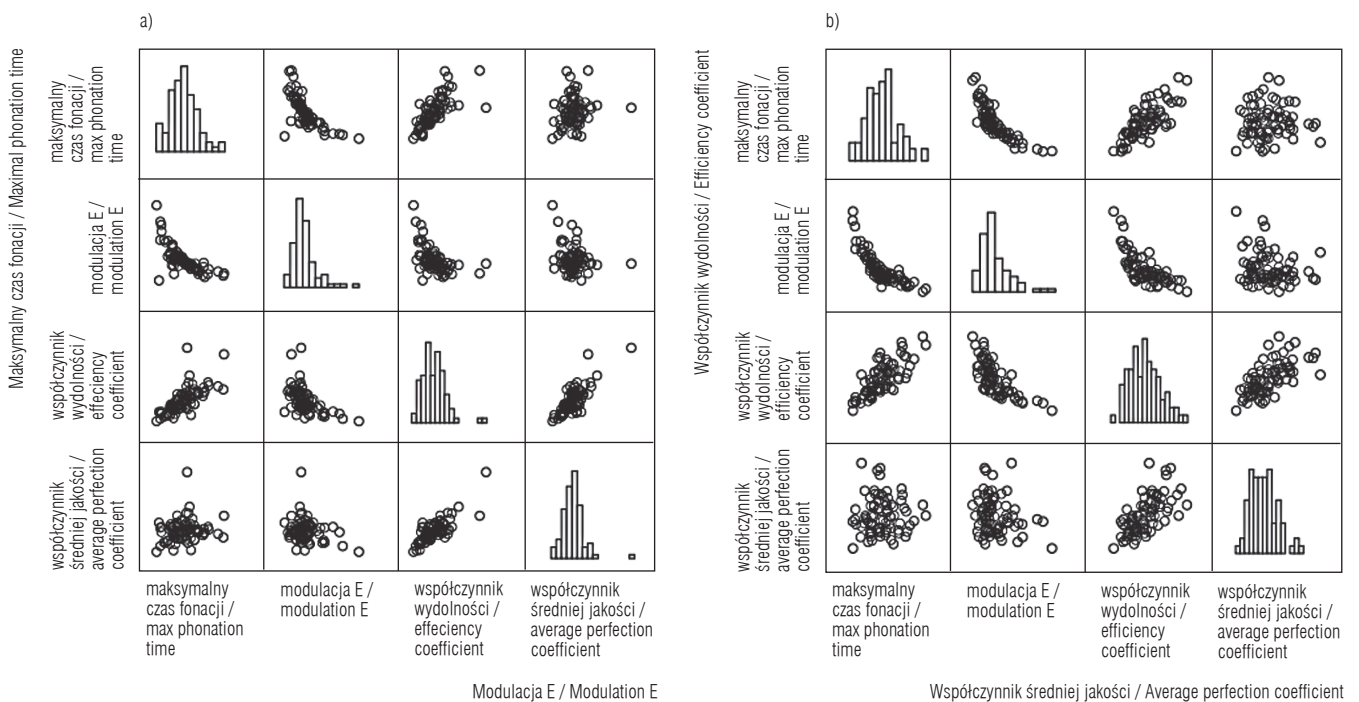 a)
Maksymalny czas fonacji / Maximal phonation time
maksymalny
czas fonacji /
max phonation
time
modulacja E /
modulation E
współczynnik
wydolności /
effeciency
coefficient
współczynnik
średniej jakości /
average perfection
coefficient
maksymalny
czas fonacji /
max phonation
time
modulacja E /
modulation E
współczynnik
wydolności /
effeciency
coefficient
współczynnik
średniej jakości /
average perfection
coefficient
Modulacja E / Modulation E
b)
Współczynnik wydolności / Efficiency coefficient
maksymalny
czas fonacji /
max phonation
time
modulacja E /
modulation E
współczynnik
wydolności /
efficiency
coefficient
współczynnik
średniej jakości /
average perfection
coefficient
maksymalny
czas fonacji /
max phonation
time
modulacja E /
modulation E
współczynnik
wydolności /
efficiency
coefficient
współczynnik
średniej jakości /
average perfection
coefficient
Współczynnik średniej jakości / Average perfection coefficient